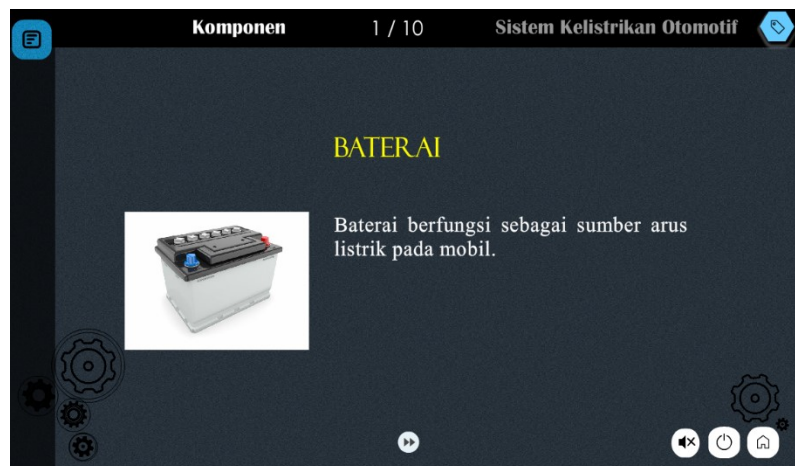 Komponen 1 / 10 Sistem Kelistrikan Otomotif
BATERAI
Baterai berfungsi sebagai sumber arus
listrik pada mobil.